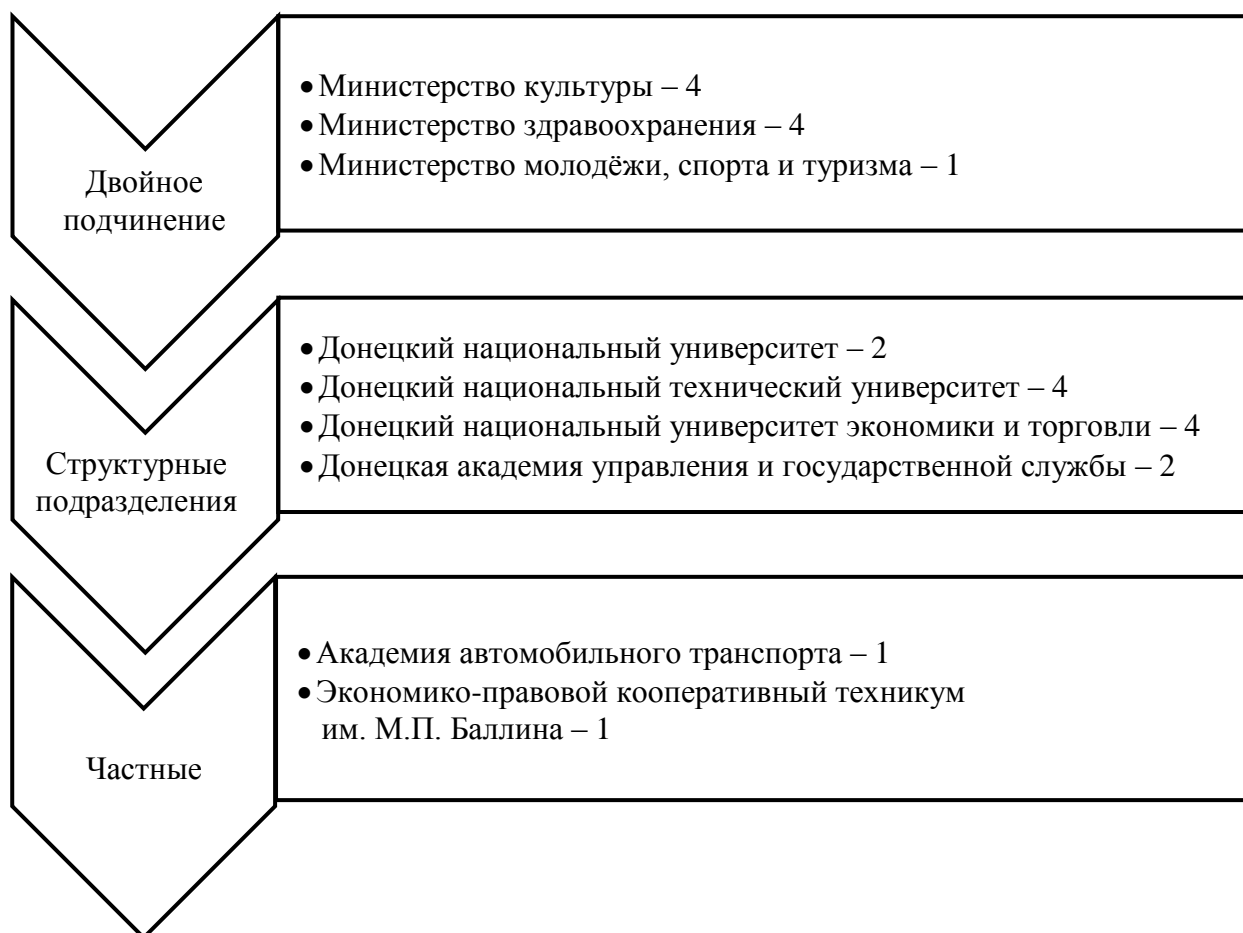 Двойное
подчинение
• Министерство культуры – 4
• Министерство здравоохранения – 4
• Министерство молодёжи, спорта и туризма – 1
Структурные
подразделения
• Донецкий национальный университет – 2
• Донецкий национальный технический университет – 4
• Донецкий национальный университет экономики и торговли – 4
• Донецкая академия управления и государственной службы – 2
Частные
• Академия автомобильного транспорта – 1
• Экономико-правовой кооперативный техникум
им. М.П. Баллина – 1